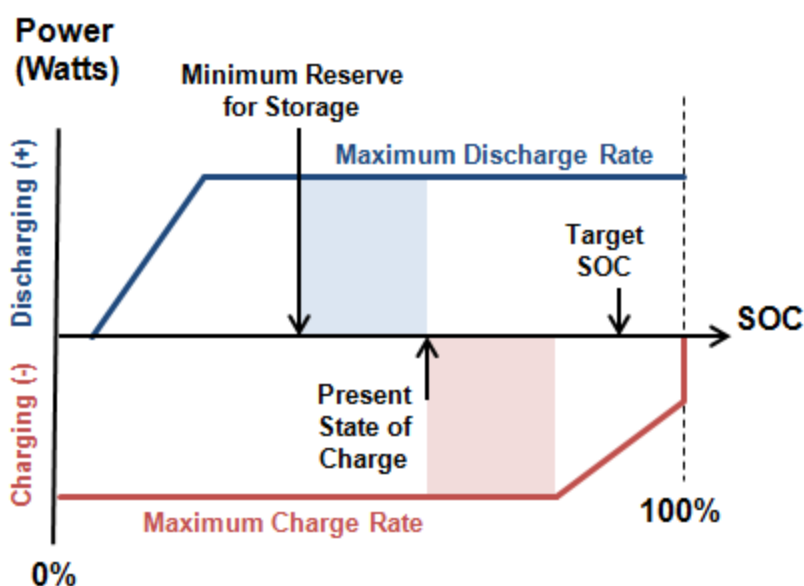 Power
(Watts)
Minimum Reserve
for Storage
Maximum Discharge Rate
Discharging (+)
Target
SOC
SOC
Charging (-)
Present
State of
Charge
Maximum Charge Rate
100%
0%